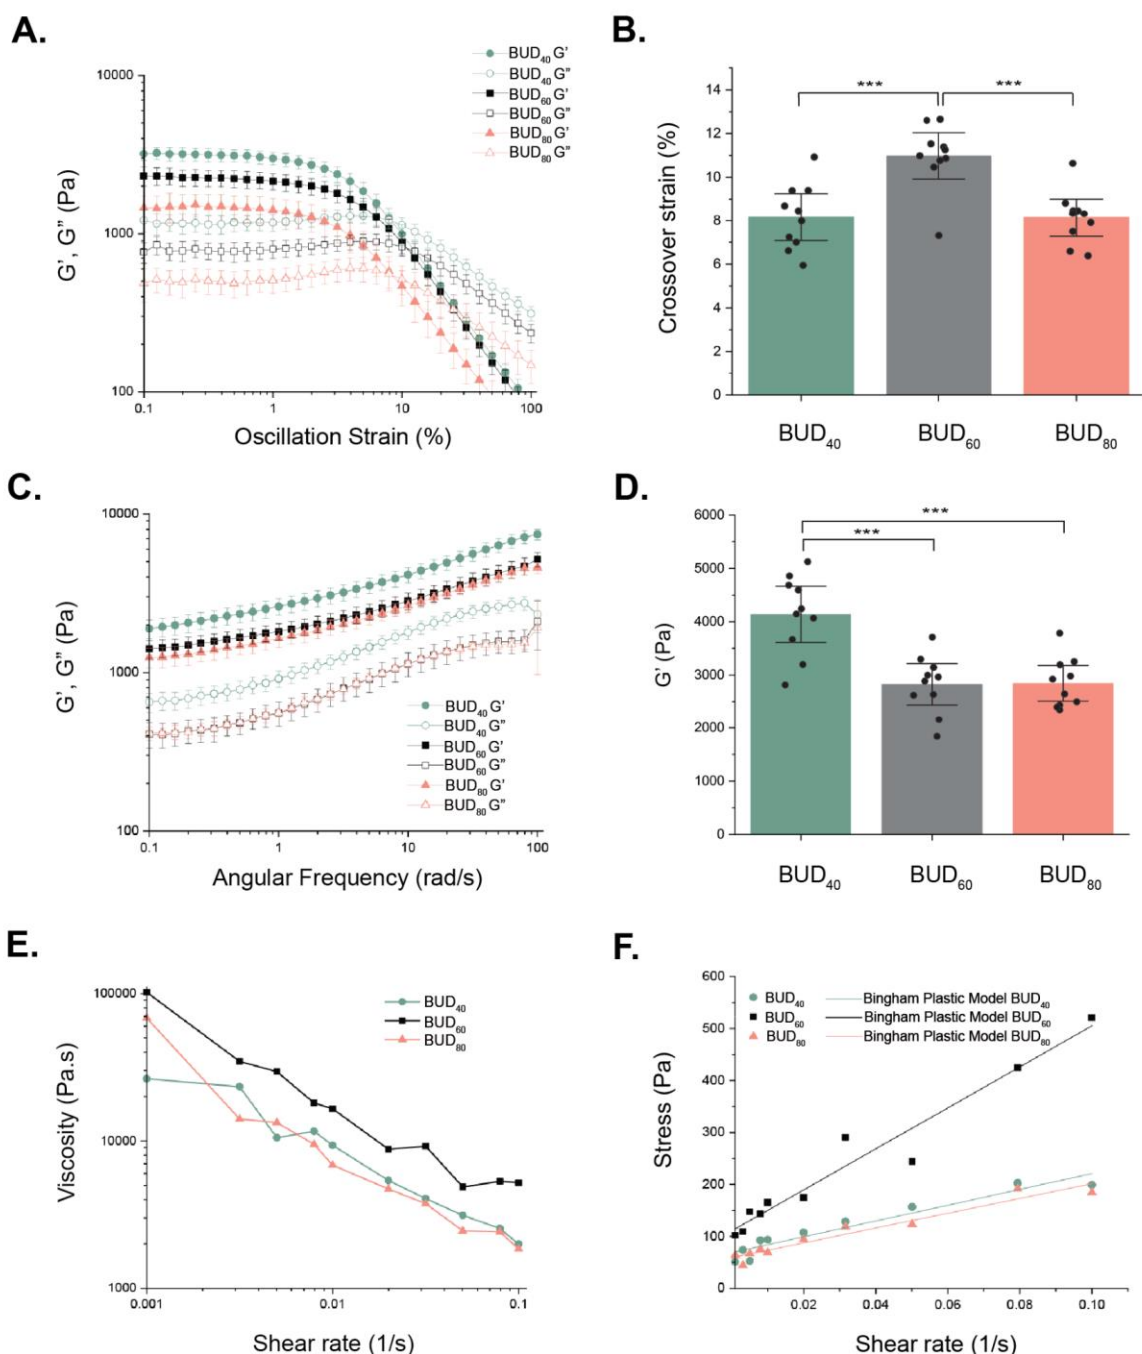 A.
BUD40 G'
BUD40 G"
BUD60 G'
BUD60 G"
BUD80 G'
BUD80 G"
10000
1000
100
G', G" (Pa)
0.1 1 10 100
Oscillation Strain (%)
B.
*** ***
14
12
10
8
6
4
2
0
Crossover strain (%)
BUD40 BUD60 BUD80
C.
10000
1000
100
G', G" (Pa)
BUD40 G'
BUD40 G"
BUD60 G'
BUD60 G"
BUD80 G'
BUD80 G"
0.1 1 10 100
Angular Frequency (rad/s)
D.
***
***
6000
5000
4000
3000
2000
1000
0
G' (Pa)
BUD40 BUD60 BUD80
E.
100000
10000
1000
Viscosity (Pa.s)
BUD40
BUD60
BUD80
0.001 0.01 0.1
Shear rate (1/s)
F.
600
500
400
300
200
100
0
Stress (Pa)
BUD40 Bingham Plastic Model BUD40
BUD60 Bingham Plastic Model BUD60
BUD80 Bingham Plastic Model BUD80
0.02 0.04 0.06 0.08 0.10
Shear rate (1/s)